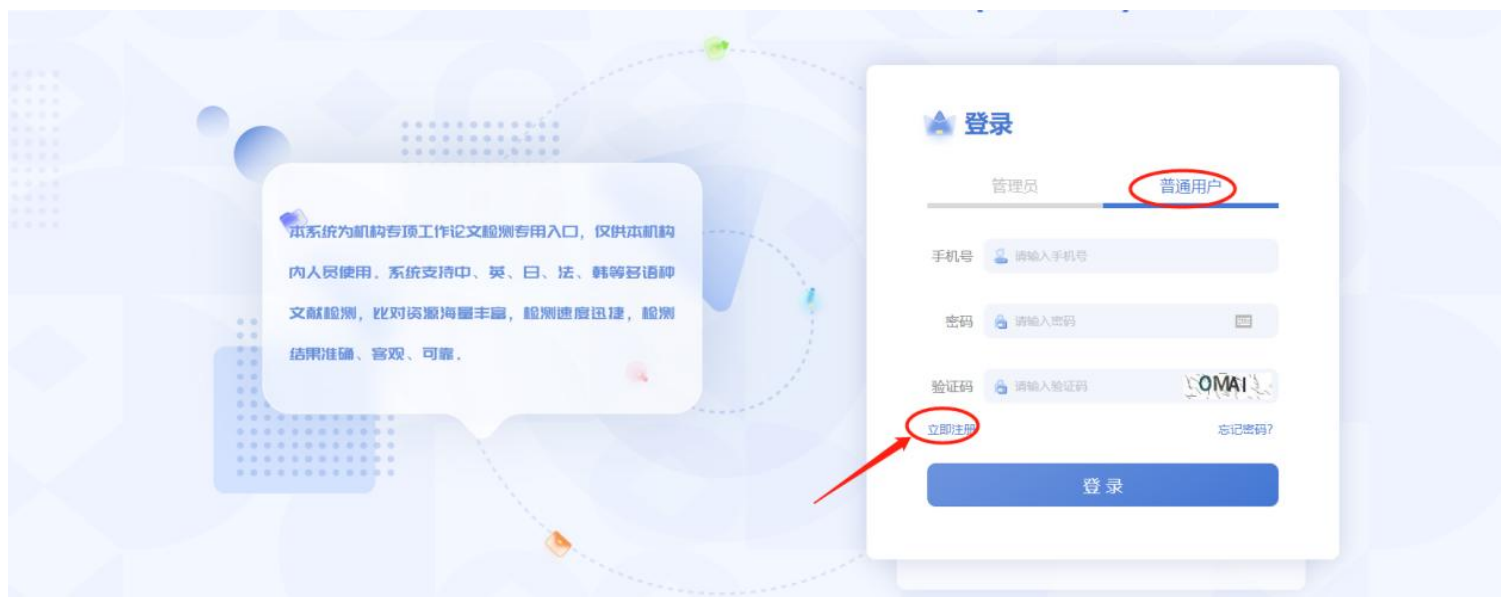 本系统为机构专项工作论文检测专用入口，仅供本机构
内人员使用。系统支持中、英、日、法、韩等多语种
文献检测，比对资源海量丰富，检测速度迅捷，检测
结果准确、客观、可靠。
登录
管理员 普通用户
手机号 请输入手机号
密码 请输入密码
验证码 请输入验证码 OMAI
立即注册 忘记密码?
登 录